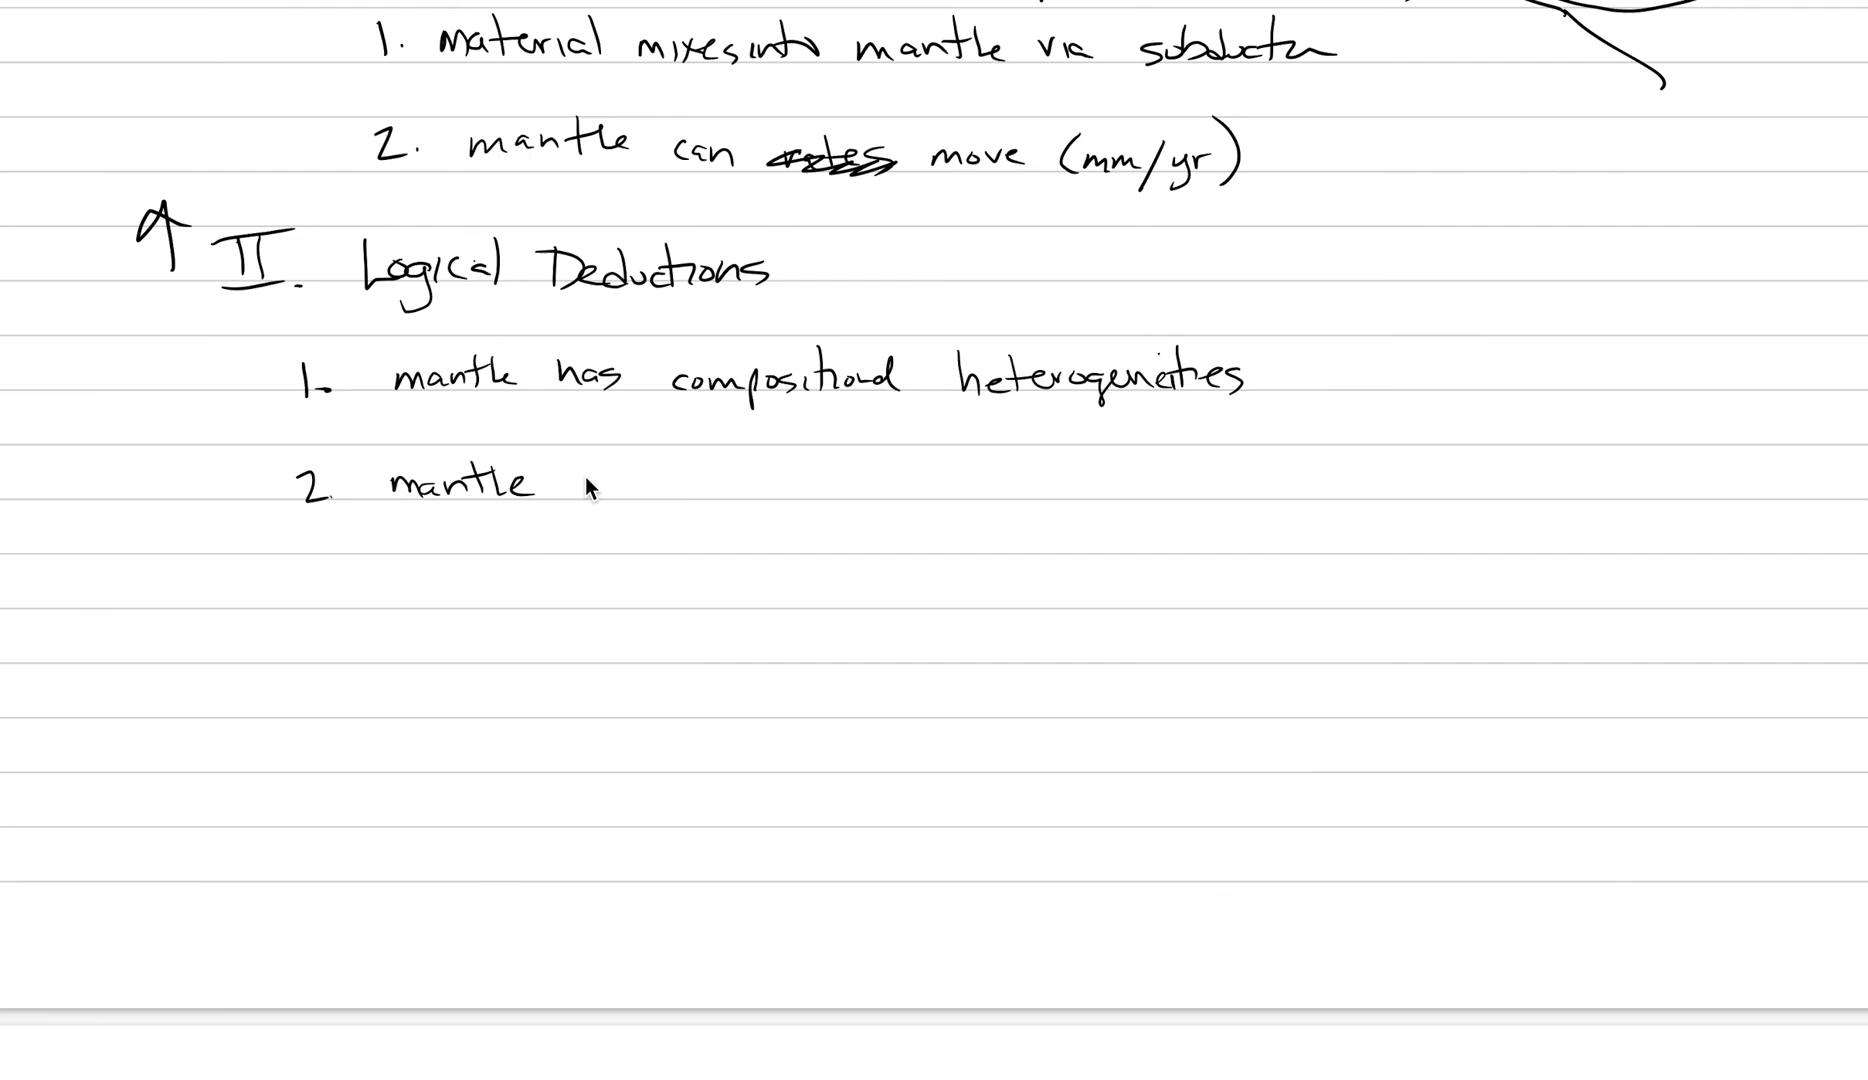 1. material mixes into mantle via subductn
2. mantle can move (mm/yr)
↑ II. Logical Deductions
1. mantle has compositional heterogeneities
2. mantle